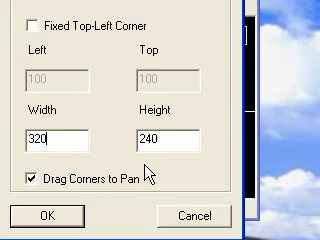 Fixed Top-Left Corner
Left Top
100 100
Width Height
320 240
Drag Corners to Pan
OK Cancel